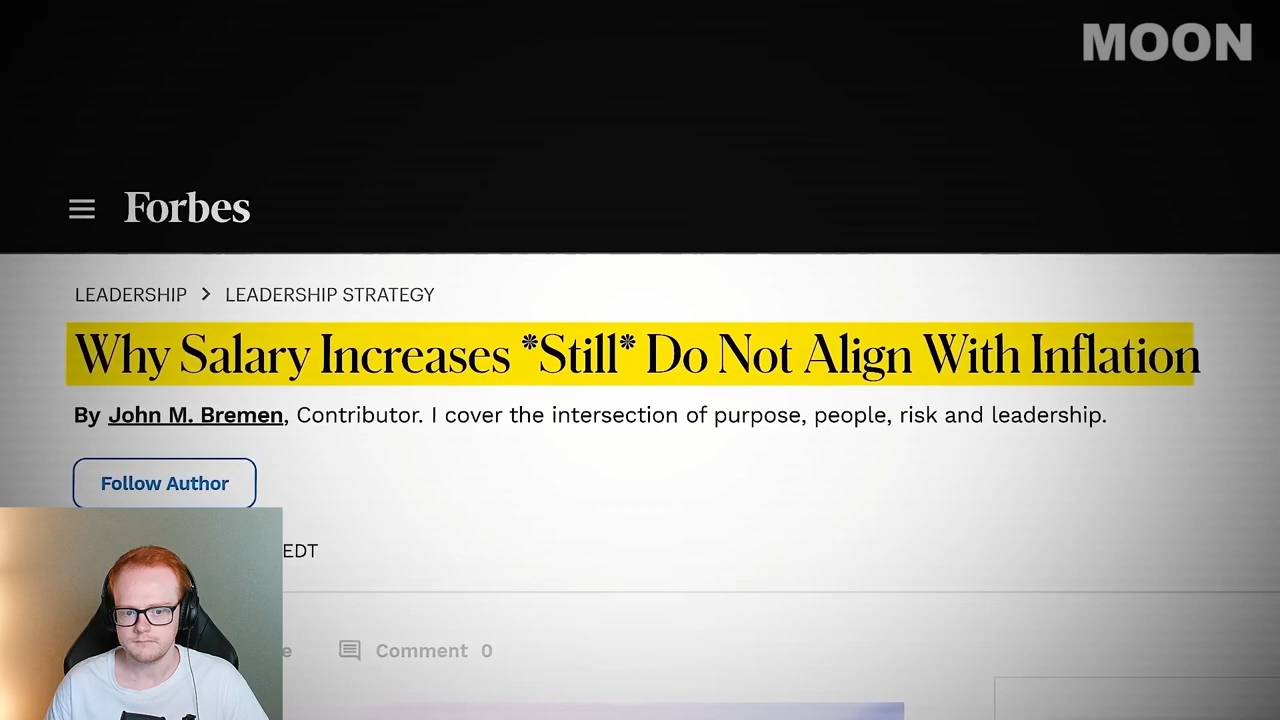 MOON
Forbes
LEADERSHIP > LEADERSHIP STRATEGY
Why Salary Increases *Still* Do Not Align With Inflation
By John M. Bremen, Contributor. I cover the intersection of purpose, people, risk and leadership.
Follow Author
EDT
Comment 0